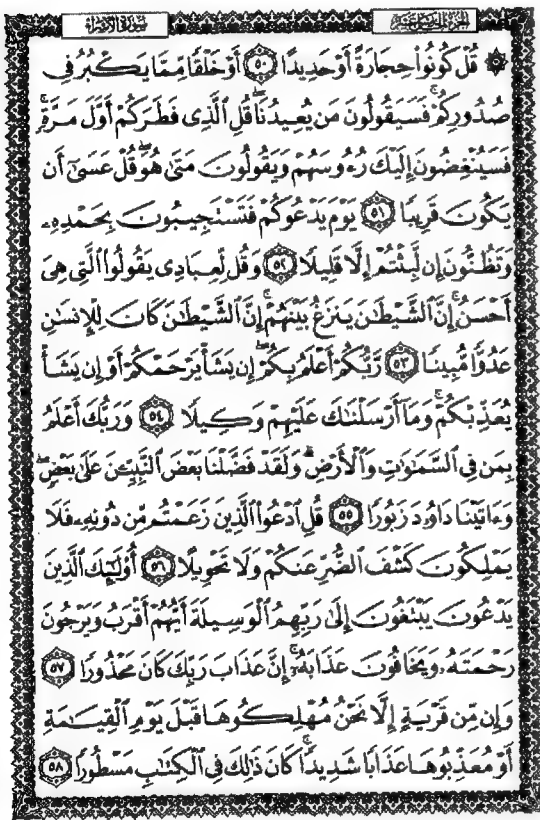 سورة الإسراء
الجزء الخامس عشر
۞ قُلْ كُونُوا۟ حِجَارَةً أَوْ حَدِيدًا ٥٠ أَوْ خَلْقًا مِّمَّا يَكْبُرُ فِى
صُدُورِكُمْ ۚ فَسَيَقُولُونَ مَن يُعِيدُنَا ۖ قُلِ ٱلَّذِى فَطَرَكُمْ أَوَّلَ مَرَّةٍ ۚ
فَسَيُنْغِضُونَ إِلَيْكَ رُءُوسَهُمْ وَيَقُولُونَ مَتَىٰ هُوَ ۖ قُلْ عَسَىٰٓ أَن
يَكُونَ قَرِيبًا ٥١ يَوْمَ يَدْعُوكُمْ فَتَسْتَجِيبُونَ بِحَمْدِهِۦ
وَتَظُنُّونَ إِن لَّبِثْتُمْ إِلَّا قَلِيلًا ٥٢ وَقُل لِّعِبَادِى يَقُولُوا۟ ٱلَّتِى هِىَ
أَحْسَنُ ۚ إِنَّ ٱلشَّيْطَٰنَ يَنزَغُ بَيْنَهُمْ ۚ إِنَّ ٱلشَّيْطَٰنَ كَانَ لِلْإِنسَٰنِ
عَدُوًّا مُّبِينًا ٥٣ رَّبُّكُمْ أَعْلَمُ بِكُمْ ۖ إِن يَشَأْ يَرْحَمْكُمْ أَوْ إِن يَشَأْ
يُعَذِّبْكُمْ ۚ وَمَآ أَرْسَلْنَٰكَ عَلَيْهِمْ وَكِيلًا ٥٤ وَرَبُّكَ أَعْلَمُ
بِمَن فِى ٱلسَّمَٰوَٰتِ وَٱلْأَرْضِ ۗ وَلَقَدْ فَضَّلْنَا بَعْضَ ٱلنَّبِيِّۦنَ عَلَىٰ بَعْضٍ ۖ
وَءَاتَيْنَا دَاوُۥدَ زَبُورًا ٥٥ قُلِ ٱدْعُوا۟ ٱلَّذِينَ زَعَمْتُم مِّن دُونِهِۦ فَلَا
يَمْلِكُونَ كَشْفَ ٱلضُّرِّ عَنكُمْ وَلَا تَحْوِيلًا ٥٦ أُو۟لَٰٓئِكَ ٱلَّذِينَ
يَدْعُونَ يَبْتَغُونَ إِلَىٰ رَبِّهِمُ ٱلْوَسِيلَةَ أَيُّهُمْ أَقْرَبُ وَيَرْجُونَ
رَحْمَتَهُۥ وَيَخَافُونَ عَذَابَهُۥٓ ۚ إِنَّ عَذَابَ رَبِّكَ كَانَ مَحْذُورًا ٥٧
وَإِن مِّن قَرْيَةٍ إِلَّا نَحْنُ مُهْلِكُوهَا قَبْلَ يَوْمِ ٱلْقِيَٰمَةِ
أَوْ مُعَذِّبُوهَا عَذَابًا شَدِيدًا ۚ كَانَ ذَٰلِكَ فِى ٱلْكِتَٰبِ مَسْطُورًا ٥٨